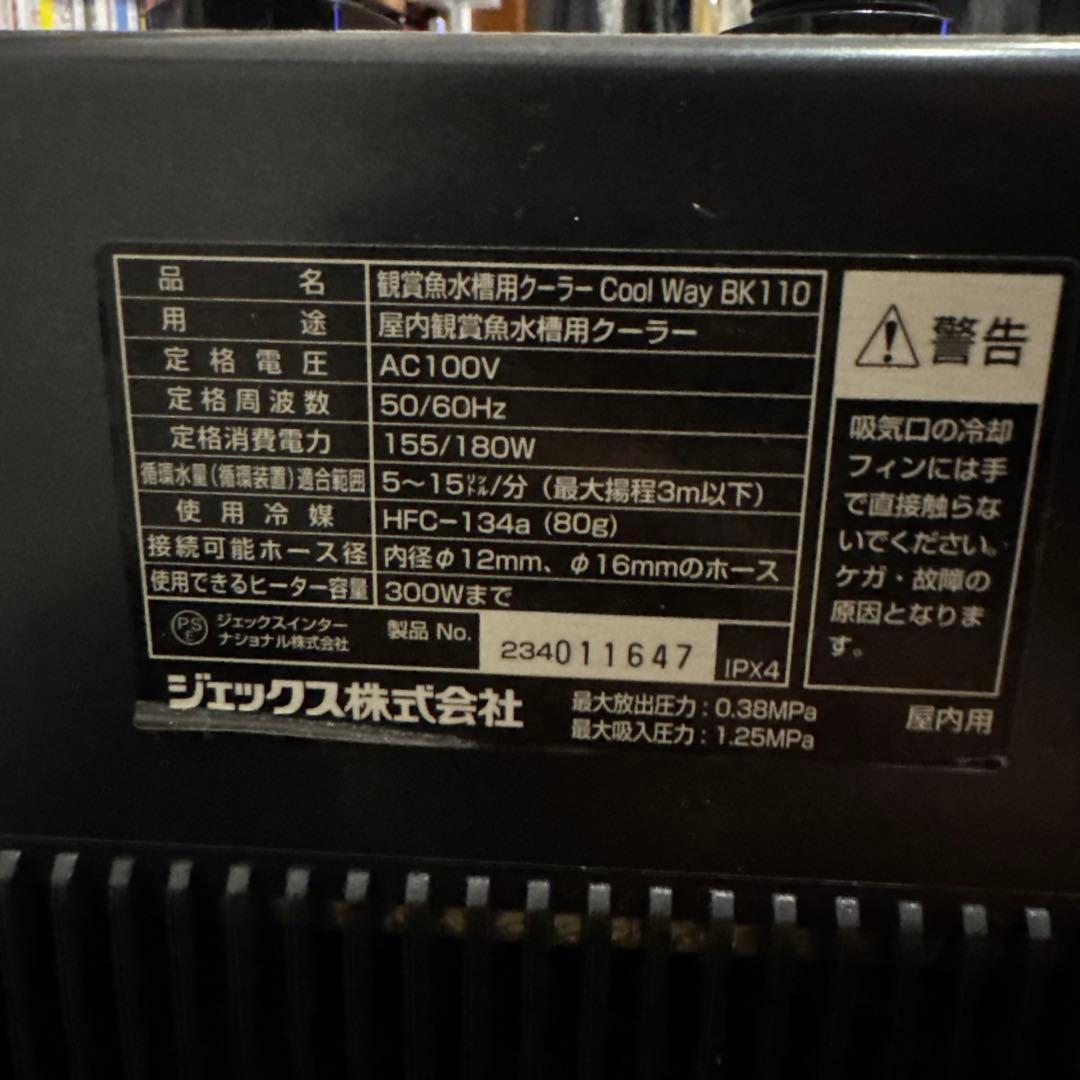 品名 観賞魚水槽用クーラー Cool Way BK110
用途 屋内観賞魚水槽用クーラー
定格電圧 AC100V
定格周波数 50/60Hz
定格消費電力 155/180W
循環水量(循環装置)適合範囲 5〜15㍑/分(最大揚程3m以下)
使用冷媒 HFC-134a (80g)
接続可能ホース径 内径φ12mm、φ16mmのホース
使用できるヒーター容量 300Wまで
PSE ジェックスインターナショナル株式会社
製品 No. 234011647
IPX4
ジェックス株式会社
最大放出圧力:0.38MPa
最大吸入圧力:1.25MPa
警告
吸気口の冷却
フィンには手
で直接触らな
いでください。
ケガ・故障の
原因となりま
す。
屋内用